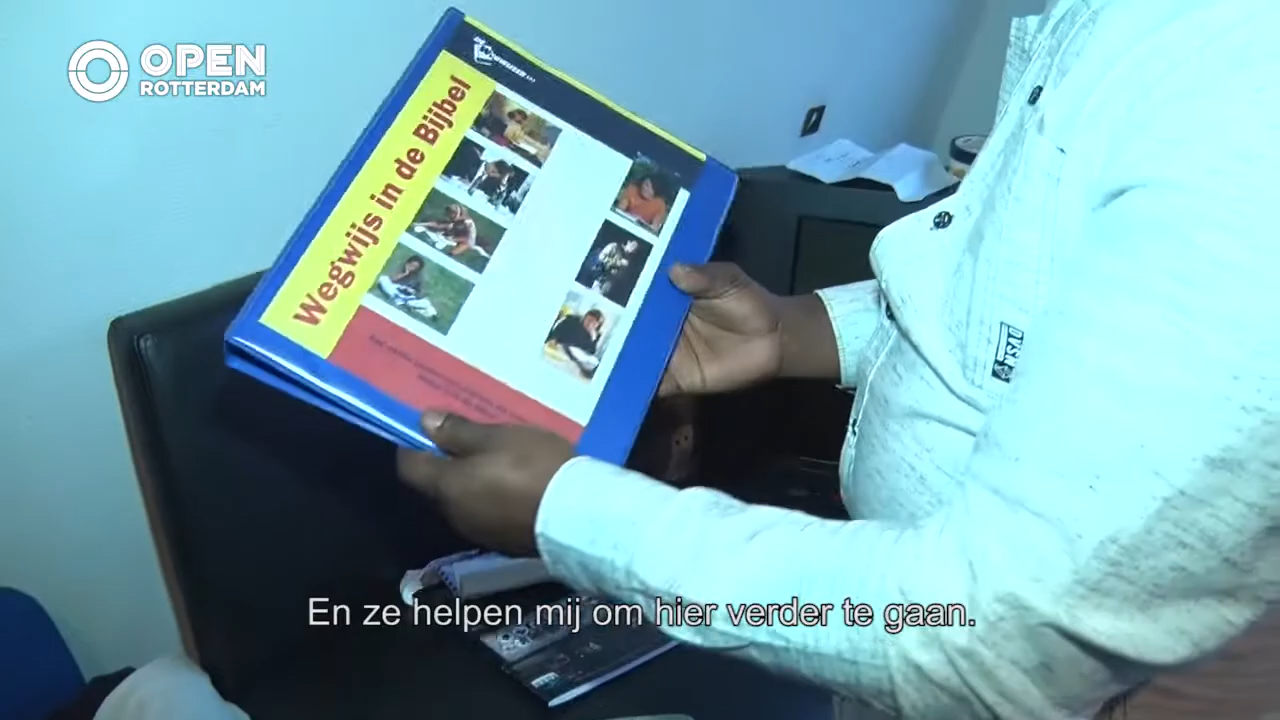 OPEN
ROTTERDAM
Wegwijs in de Bijbel
En ze helpen mij om hier verder te gaan.